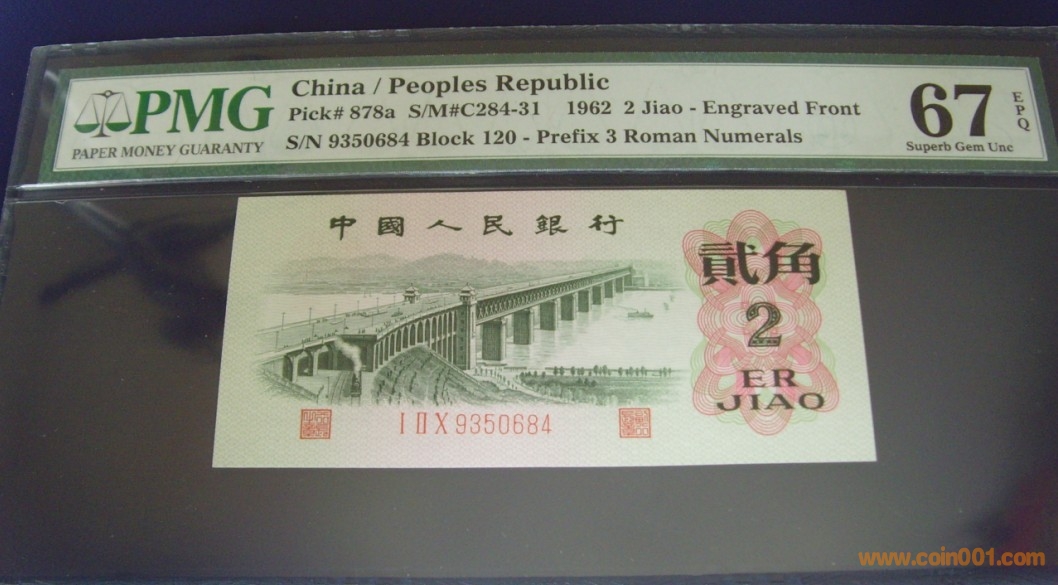 China / Peoples Republic
PMG
PAPER MONEY GUARANTY
Pick# 878a S/M#C284-31 1962 2 Jiao - Engraved Front
S/N 9350684 Block 120 - Prefix 3 Roman Numerals
67
EPQ
Superb Gem Unc
中國人民銀行
貳角
2
ER
JIAO
I II X 9350684
www.coin001.com